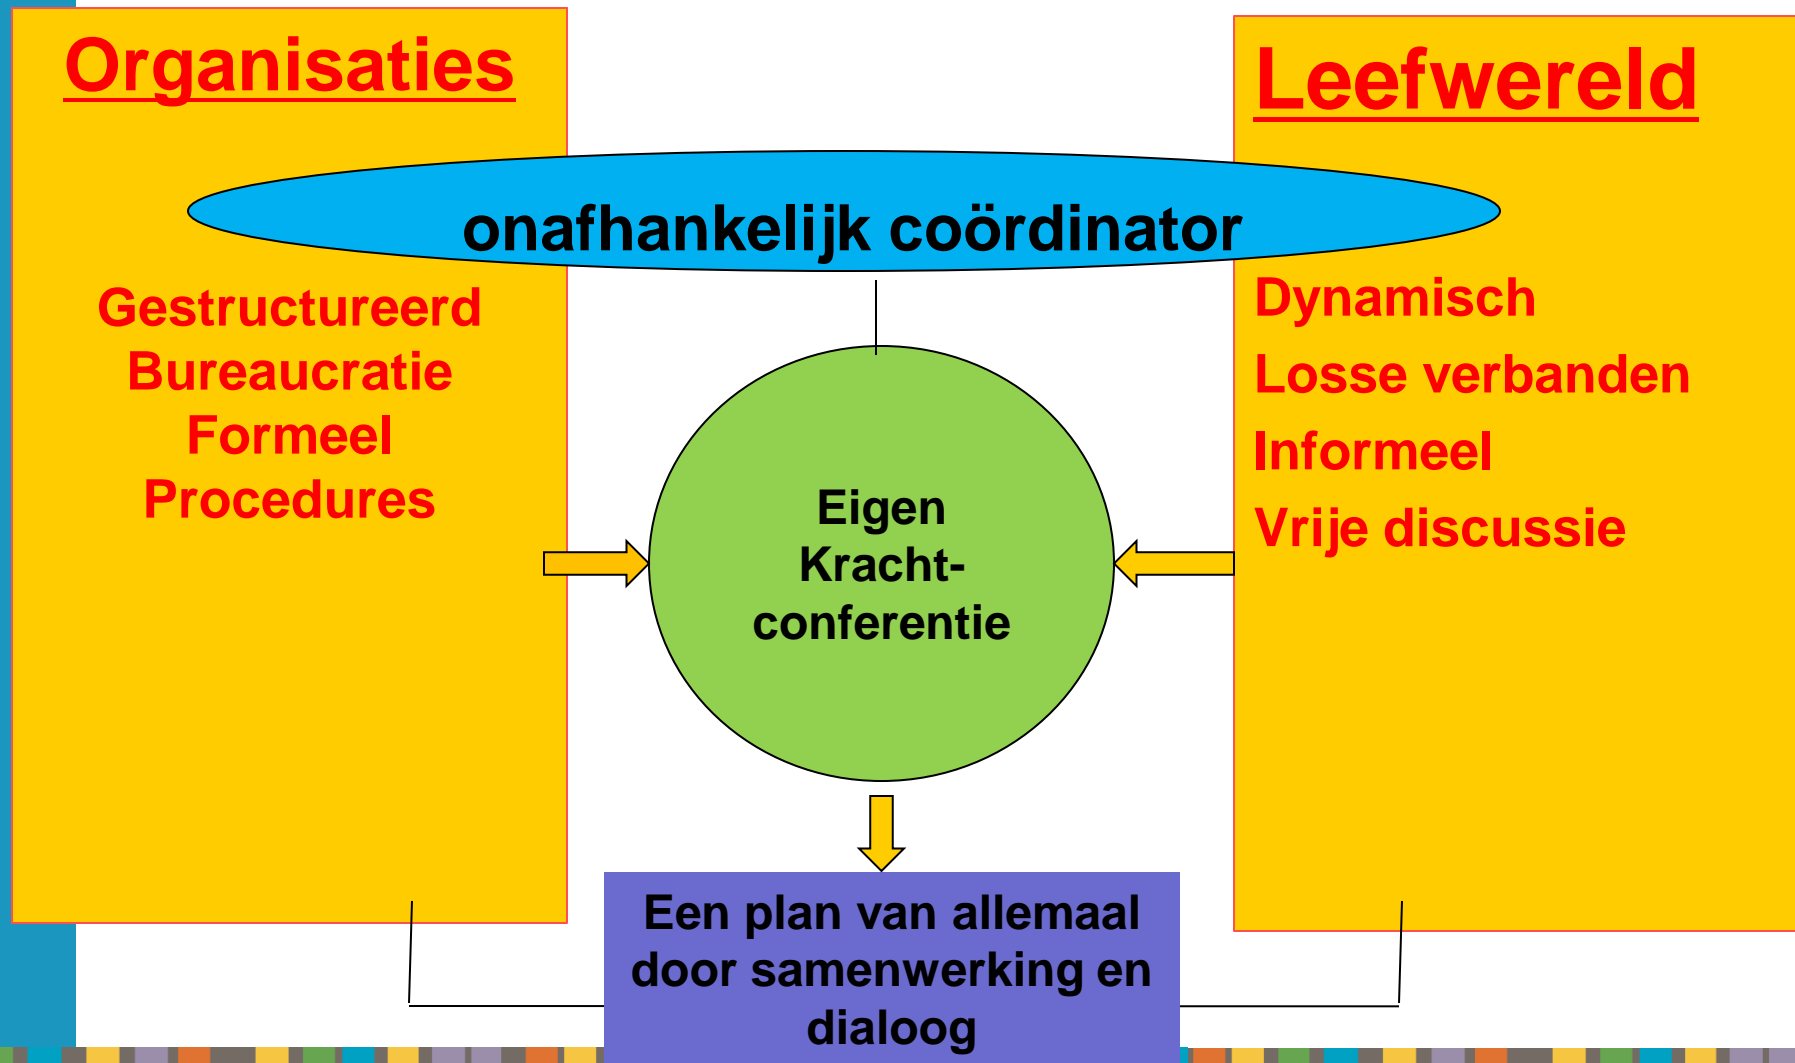 Organisaties
Leefwereld
onafhankelijk coördinator
Gestructureerd
Bureaucratie
Formeel
Procedures
Dynamisch
Losse verbanden
Informeel
Vrije discussie
Eigen
Kracht-
conferentie
Een plan van allemaal
door samenwerking en
dialoog